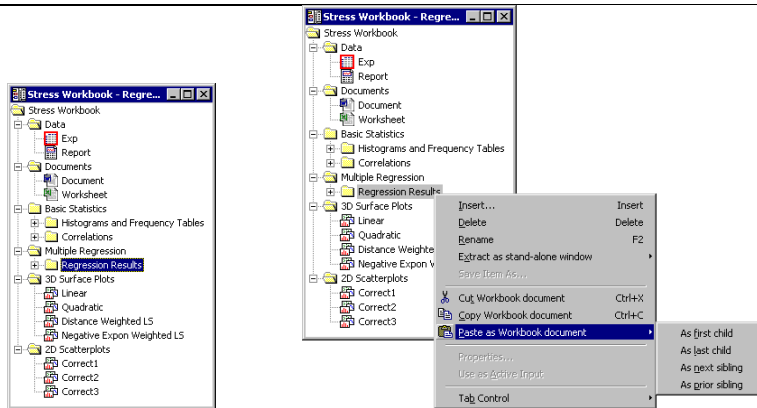 Stress Workbook - Regre...
Stress Workbook
Data
Exp
Report
Documents
Document
Worksheet
Basic Statistics
Histograms and Frequency Tables
Correlations
Multiple Regression
Regression Results
3D Surface Plots
Linear
Quadratic
Distance Weighted LS
Negative Expon Weighted LS
2D Scatterplots
Correct1
Correct2
Correct3
Stress Workbook - Regre...
Stress Workbook
Data
Exp
Report
Documents
Document
Worksheet
Basic Statistics
Histograms and Frequency Tables
Correlations
Multiple Regression
Regression Results
3D Surface Plots
Linear
Quadratic
Distance Weighte
Negative Expon W
2D Scatterplots
Correct1
Correct2
Correct3
Insert... Insert
Delete Delete
Rename F2
Extract as stand-alone window
Save Item As...
Cut Workbook document Ctrl+X
Copy Workbook document Ctrl+C
Paste as Workbook document
Properties...
Use as Active Input
Tab Control
As first child
As last child
As next sibling
As prior sibling